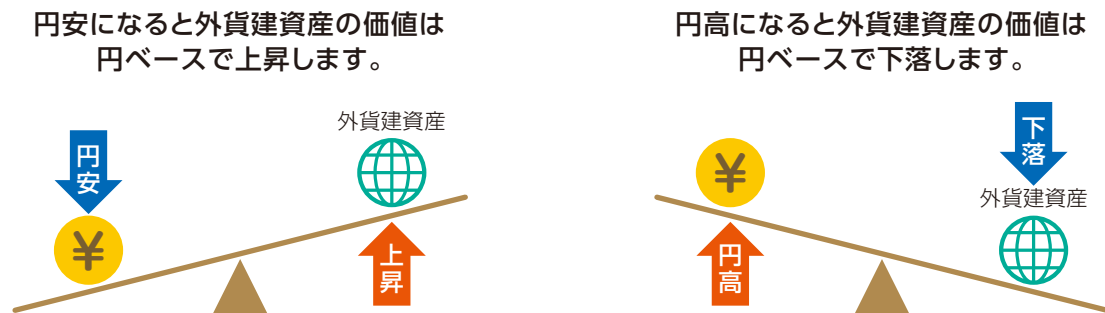 円安になると外貨建資産の価値は
円ベースで上昇します。
外貨建資産
円安
¥
上昇
円高になると外貨建資産の価値は
円ベースで下落します。
下落
¥
外貨建資産
円高